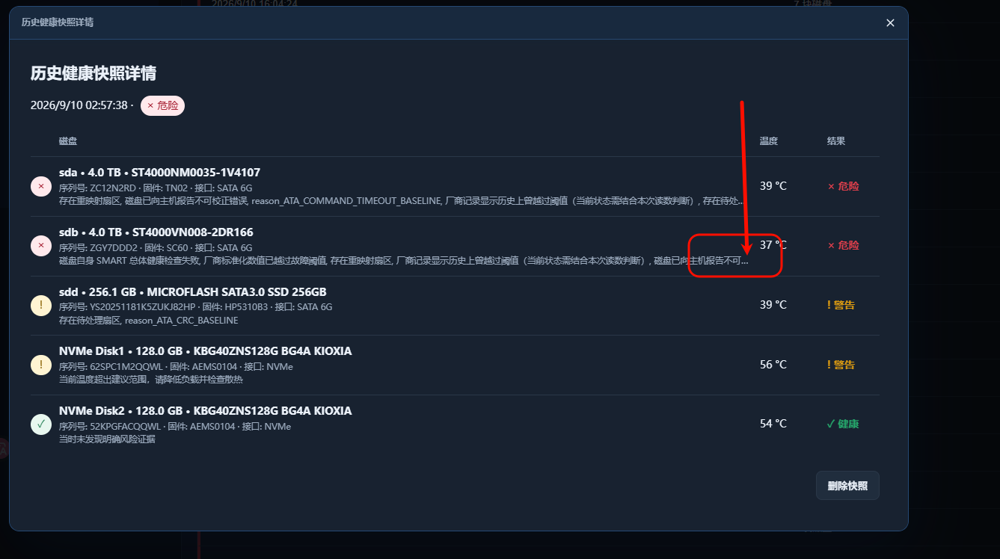 2026/9/10 16:04:24
7 块磁盘
历史健康快照详情
×
历史健康快照详情
2026/9/10 02:57:38 · × 危险
磁盘 温度 结果
× sda • 4.0 TB • ST4000NM0035-1V4107
序列号: ZC12N2RD · 固件: TN02 · 接口: SATA 6G
存在重映射扇区, 磁盘已向主机报告不可校正错误, reason_ATA_COMMAND_TIMEOUT_BASELINE, 厂商记录显示历史上曾越过阈值（当前状态需结合本次读数判断）, 存在待处...
39 °C × 危险
× sdb • 4.0 TB • ST4000VN008-2DR166
序列号: ZGY7DDD2 · 固件: SC60 · 接口: SATA 6G
磁盘自身 SMART 总体健康检查失败, 厂商标准化数值已越过故障阈值, 存在重映射扇区, 厂商记录显示历史上曾越过阈值（当前状态需结合本次读数判断）, 磁盘已向主机报告不可...
37 °C × 危险
! sdd • 256.1 GB • MICROFLASH SATA3.0 SSD 256GB
序列号: YS20251181K5ZUKJ82HP · 固件: HP5310B3 · 接口: SATA 6G
存在待处理扇区, reason_ATA_CRC_BASELINE
39 °C ! 警告
! NVMe Disk1 • 128.0 GB • KBG40ZNS128G BG4A KIOXIA
序列号: 62SPC1M2QQWL · 固件: AEMS0104 · 接口: NVMe
当前温度超出建议范围，请降低负载并检查散热
56 °C ! 警告
✓ NVMe Disk2 • 128.0 GB • KBG40ZNS128G BG4A KIOXIA
序列号: 52KPGFACQQWL · 固件: AEMS0104 · 接口: NVMe
当时未发现明确风险证据
54 °C ✓ 健康
删除快照